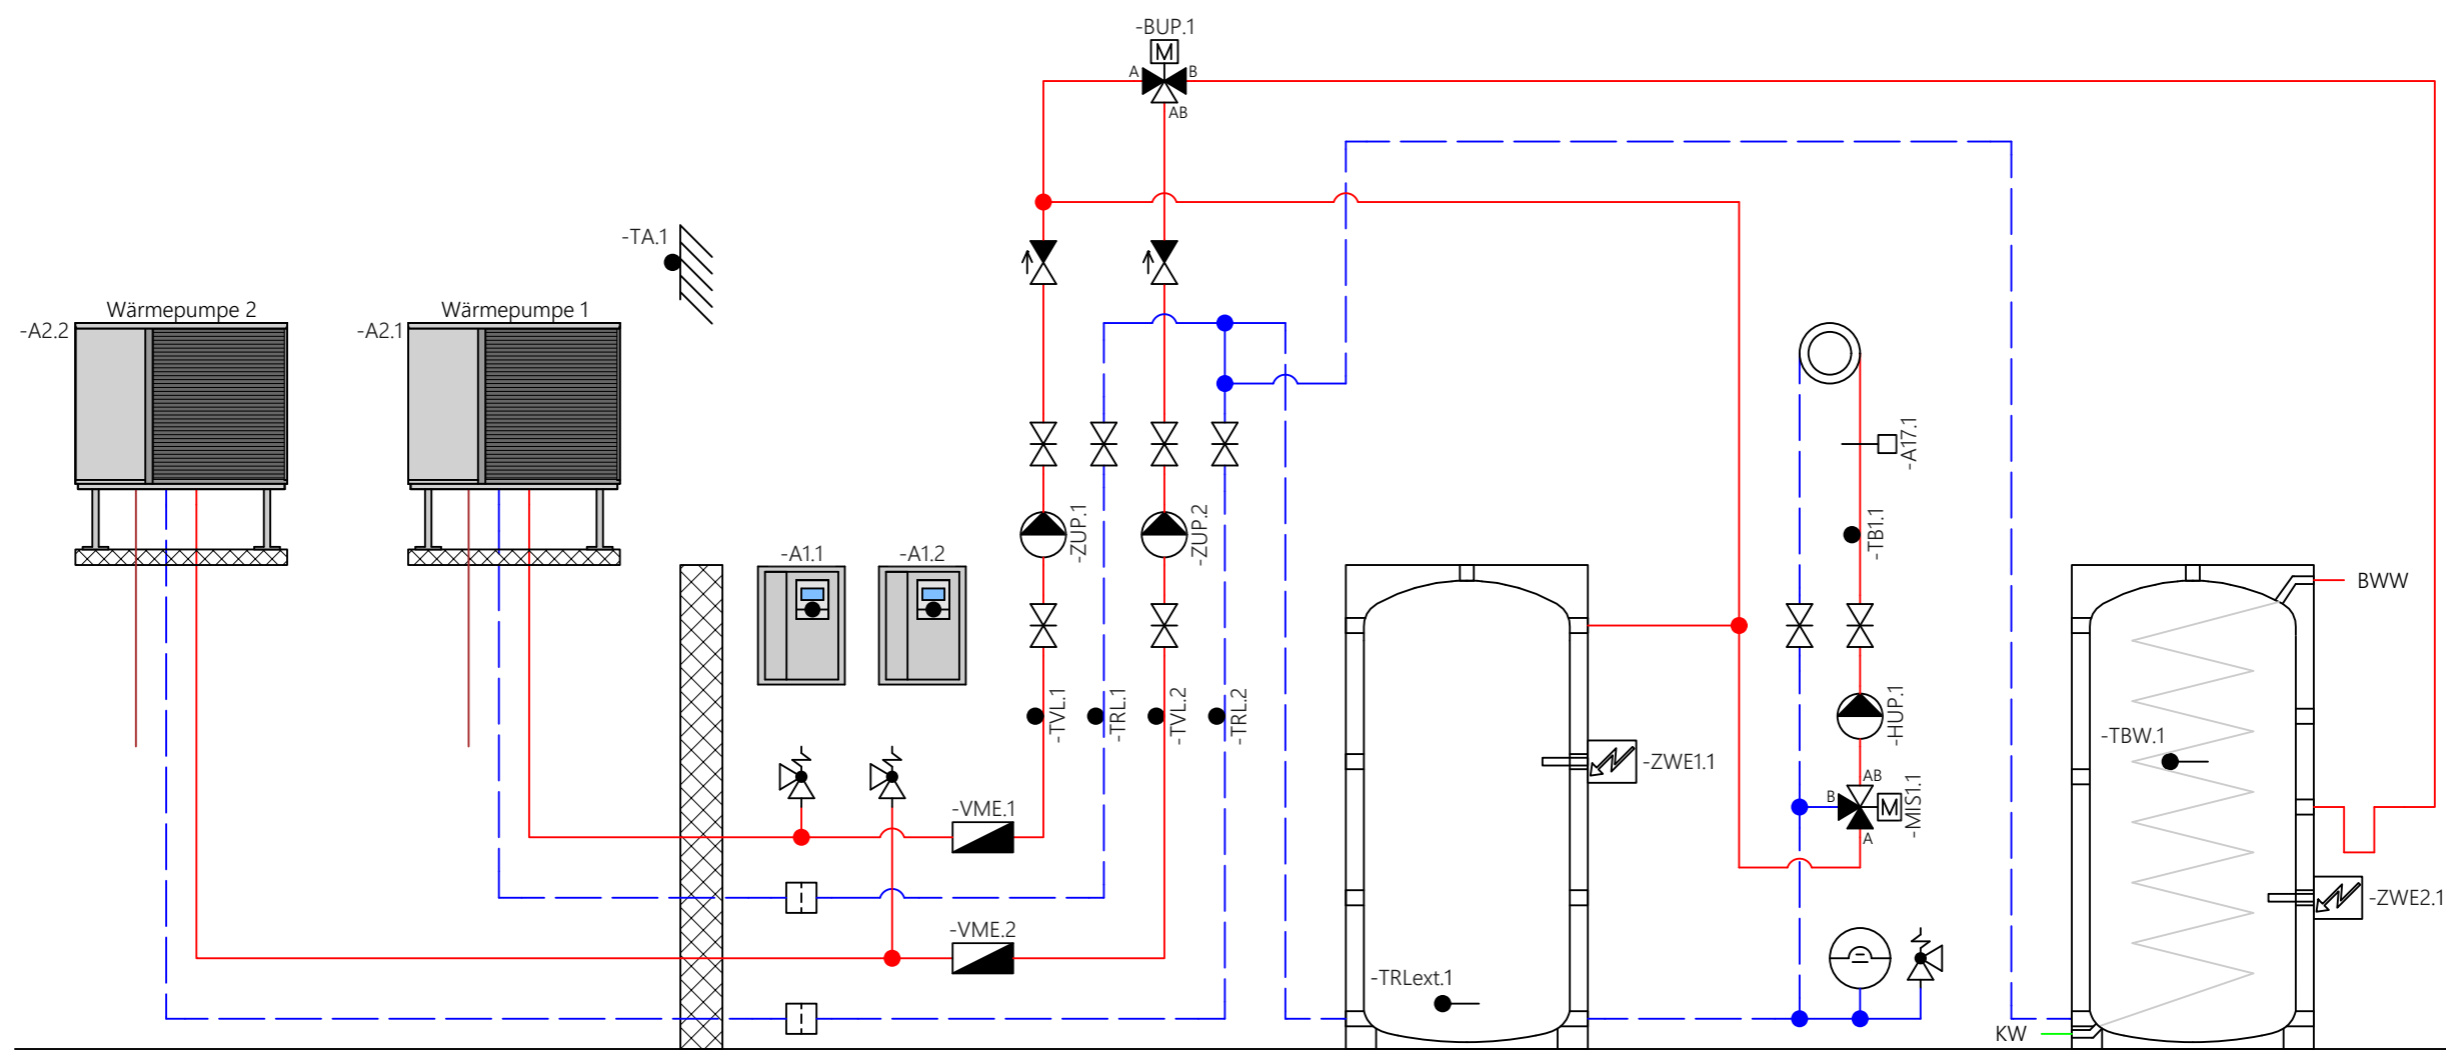 -BUP.1
M
A
B
AB
-TA.1
Wärmepumpe 2
Wärmepumpe 1
-A2.2
-A2.1
-A17.1
-ZUP.1
-ZUP.2
-TB1.1
-A1.1
-A1.2
BWW
-TVL.1
-TRL.1
-TVL.2
-TRL.2
-HUP.1
-TBW.1
-ZWE1.1
AB
B
M
-MIS1.1
A
-VME.1
-ZWE2.1
-VME.2
-TRLext.1
KW